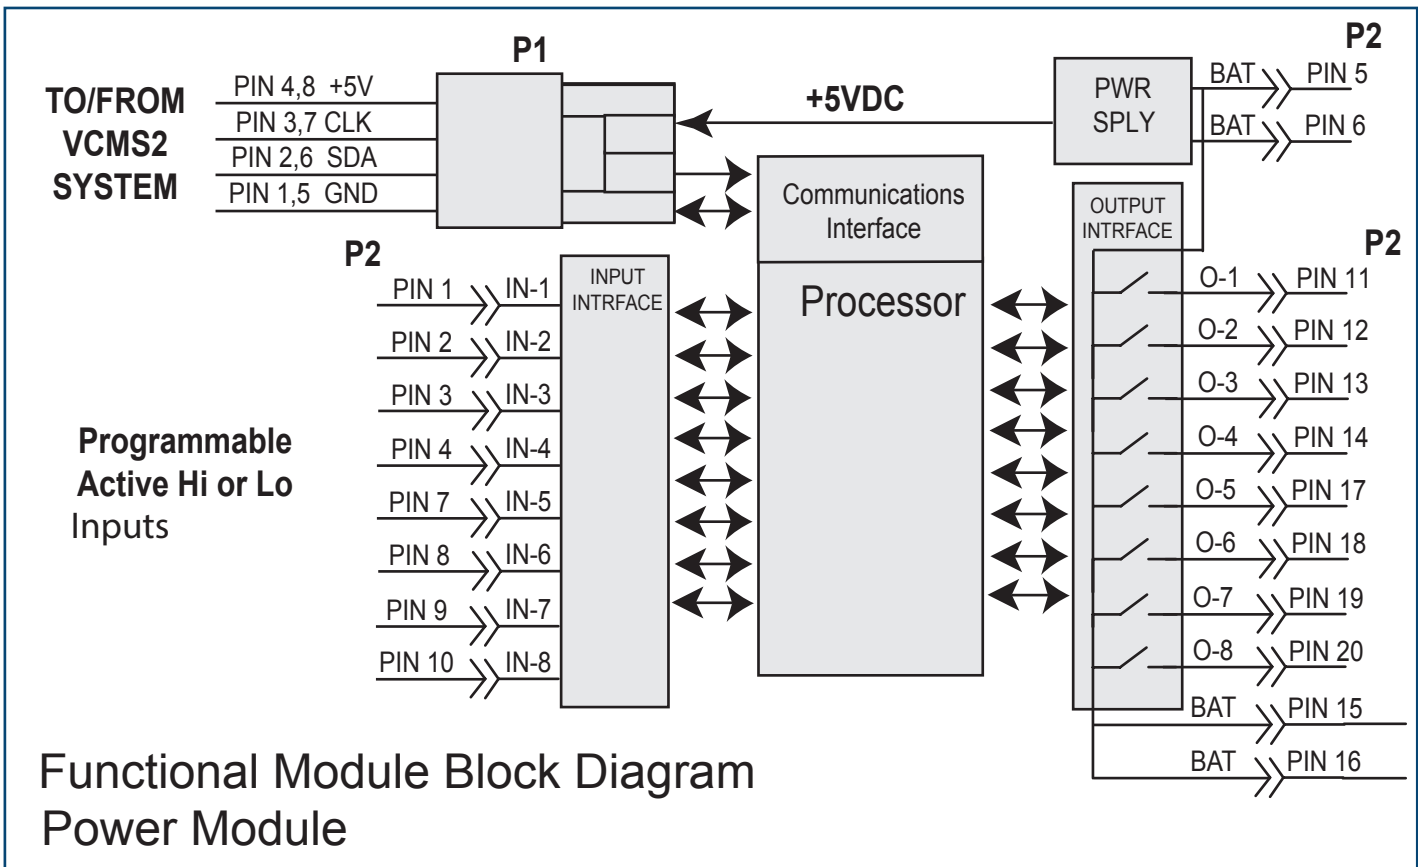 P1
P2
TO/FROM
VCMS2
SYSTEM
PIN 4,8 +5V
PIN 3,7 CLK
PIN 2,6 SDA
PIN 1,5 GND
+5VDC
PWR
SPLY
BAT PIN 5
BAT PIN 6
Communications
Interface
Processor
P2
INPUT
INTRFACE
PIN 1 IN-1
PIN 2 IN-2
PIN 3 IN-3
PIN 4 IN-4
PIN 7 IN-5
PIN 8 IN-6
PIN 9 IN-7
PIN 10 IN-8
Programmable
Active Hi or Lo
Inputs
OUTPUT
INTRFACE
P2
O-1 PIN 11
O-2 PIN 12
O-3 PIN 13
O-4 PIN 14
O-5 PIN 17
O-6 PIN 18
O-7 PIN 19
O-8 PIN 20
BAT PIN 15
BAT PIN 16
Functional Module Block Diagram
Power Module